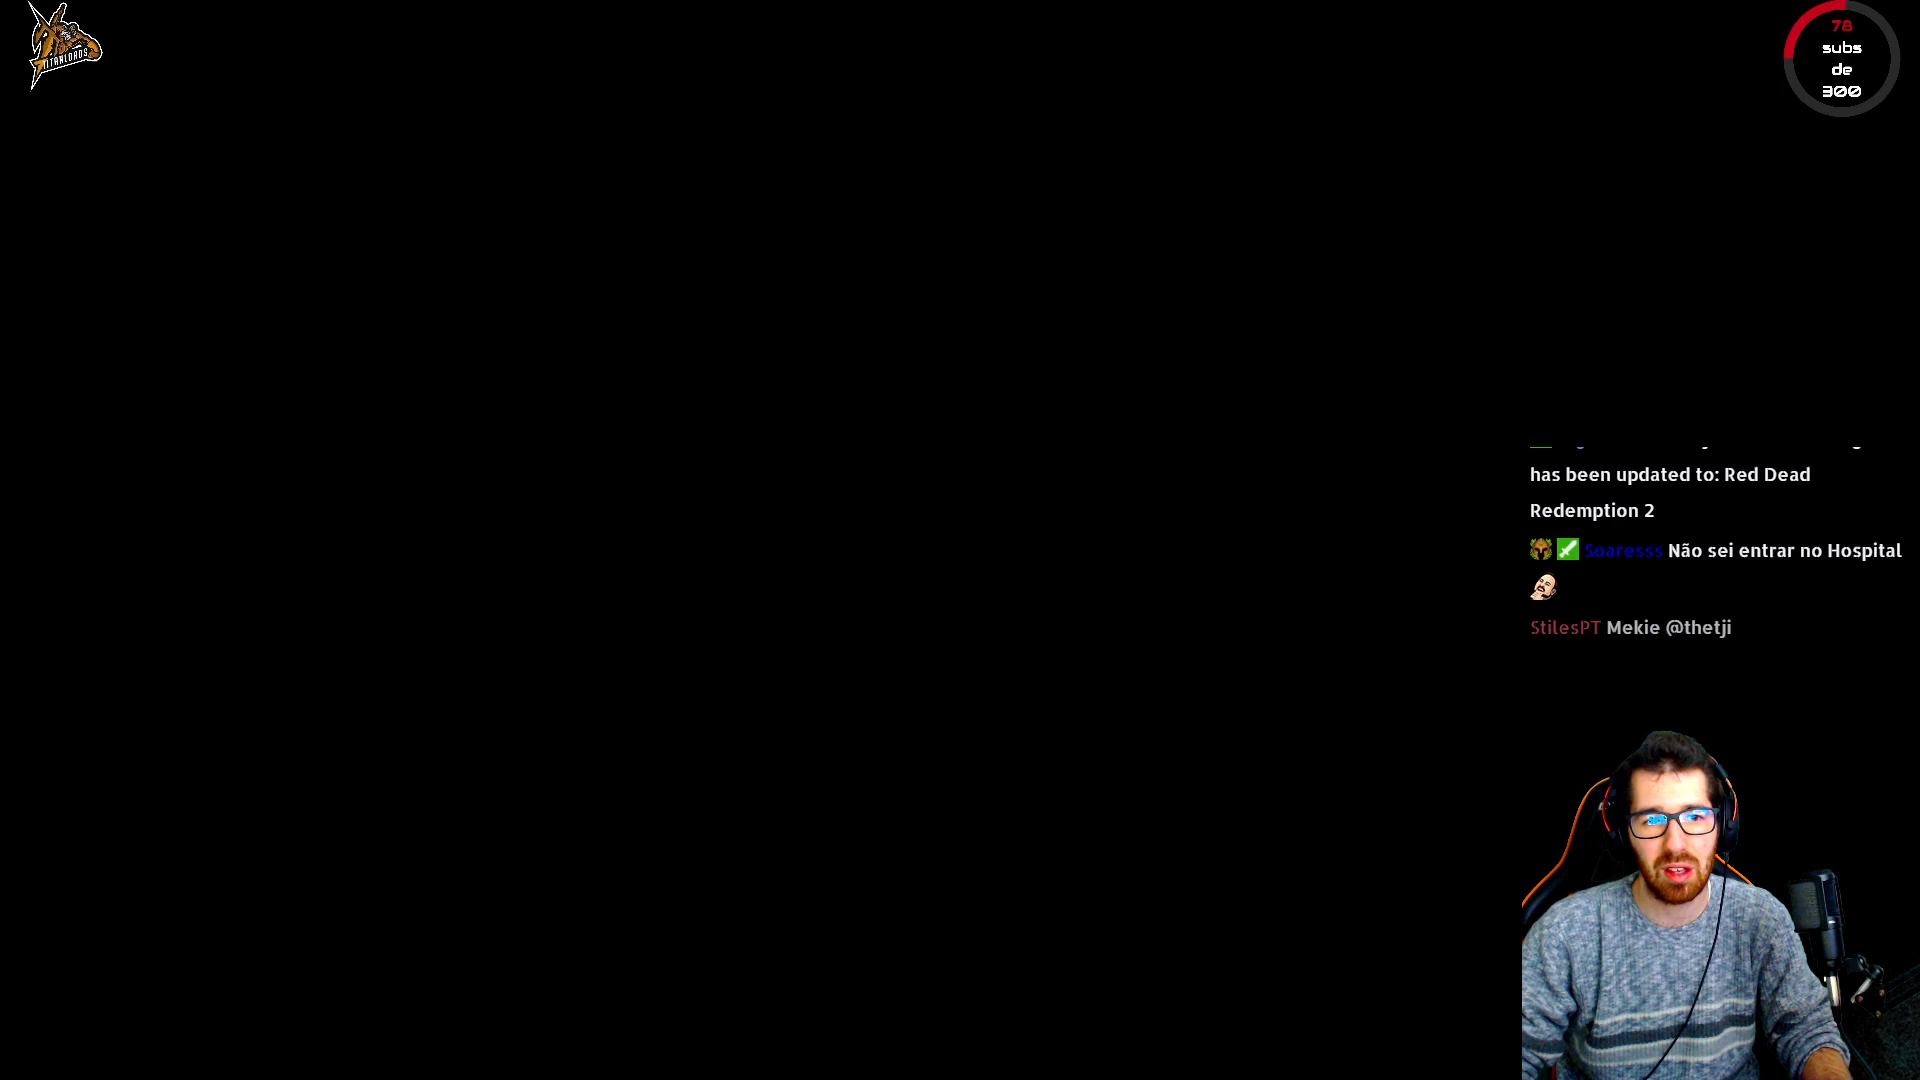 TITANLORDS
78
subs
de
300
has been updated to: Red Dead
Redemption 2
Soaresss Não sei entrar no Hospital
StilesPT Mekie @thetji